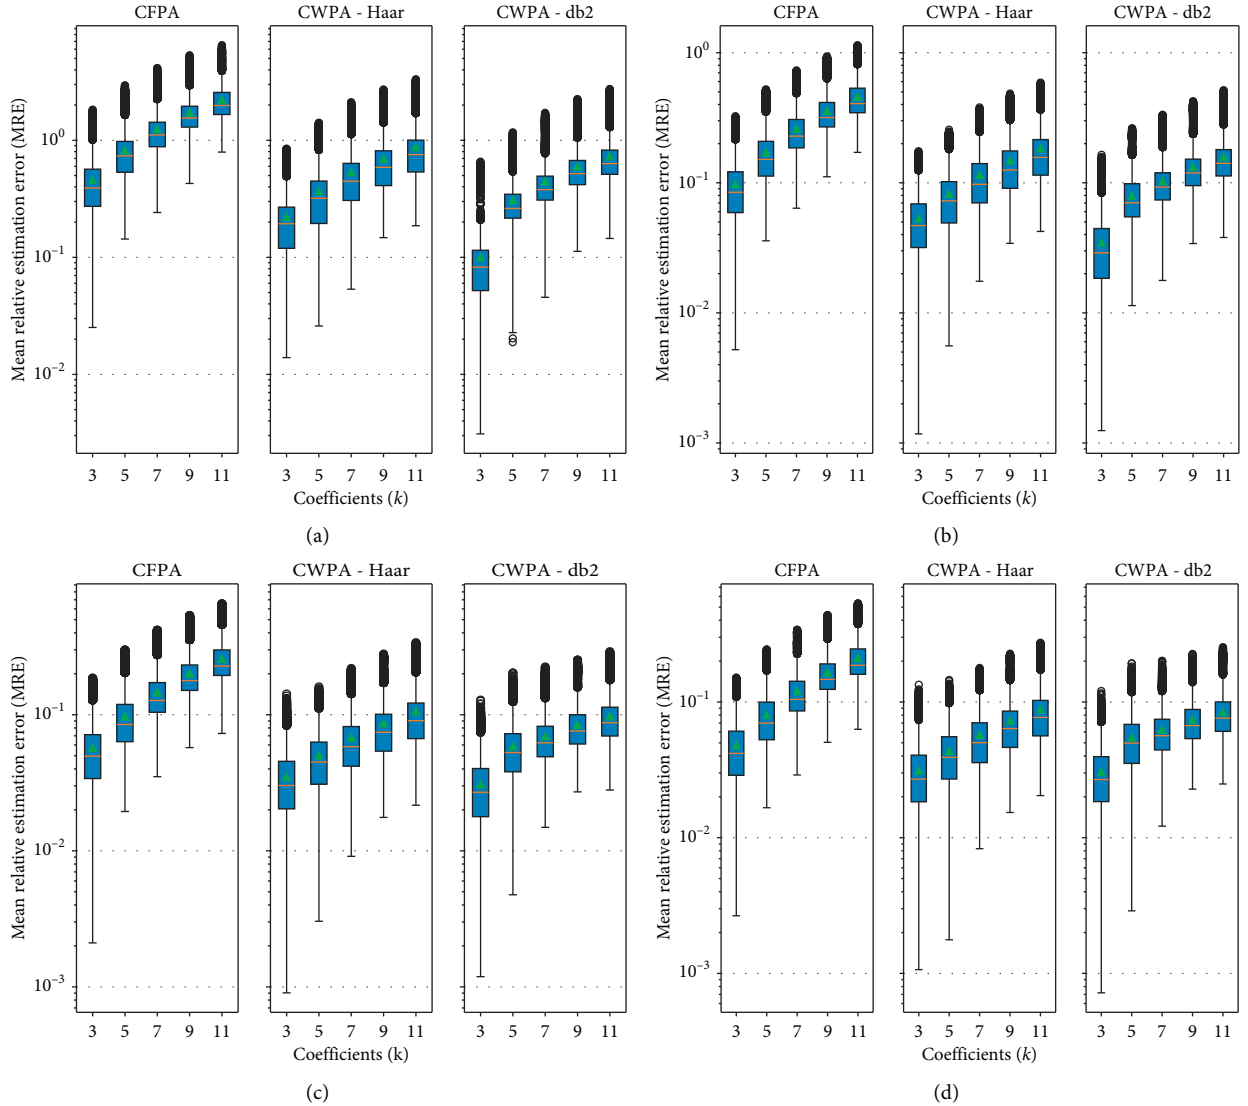 CFPA
CWPA - Haar
CWPA - db2
Mean relative estimation error (MRE)
10⁰
10⁻¹
10⁻²
3 5 7 9 11
3 5 7 9 11
3 5 7 9 11
Coefficients (k)
(a)
CFPA
CWPA - Haar
CWPA - db2
Mean relative estimation error (MRE)
10⁰
10⁻¹
10⁻²
10⁻³
3 5 7 9 11
3 5 7 9 11
3 5 7 9 11
Coefficients (k)
(b)
CFPA
CWPA - Haar
CWPA - db2
Mean relative estimation error (MRE)
10⁻¹
10⁻²
10⁻³
3 5 7 9 11
3 5 7 9 11
3 5 7 9 11
Coefficients (k)
(c)
CFPA
CWPA - Haar
CWPA - db2
Mean relative estimation error (MRE)
10⁻¹
10⁻²
10⁻³
3 5 7 9 11
3 5 7 9 11
3 5 7 9 11
Coefficients (k)
(d)